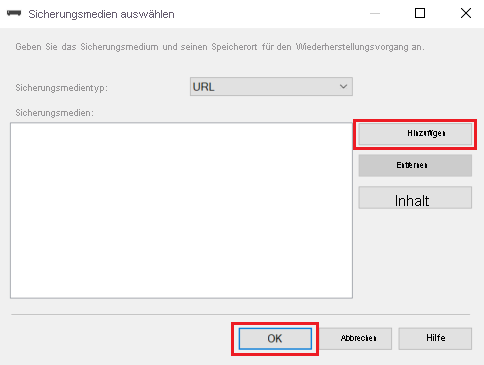 Sicherungsmedien auswählen
Geben Sie das Sicherungsmedium und seinen Speicherort für den Wiederherstellungsvorgang an.
Sicherungsmedientyp:
URL
Sicherungsmedien:
Hinzufügen
Entfernen
Inhalt
OK
Abbrechen
Hilfe